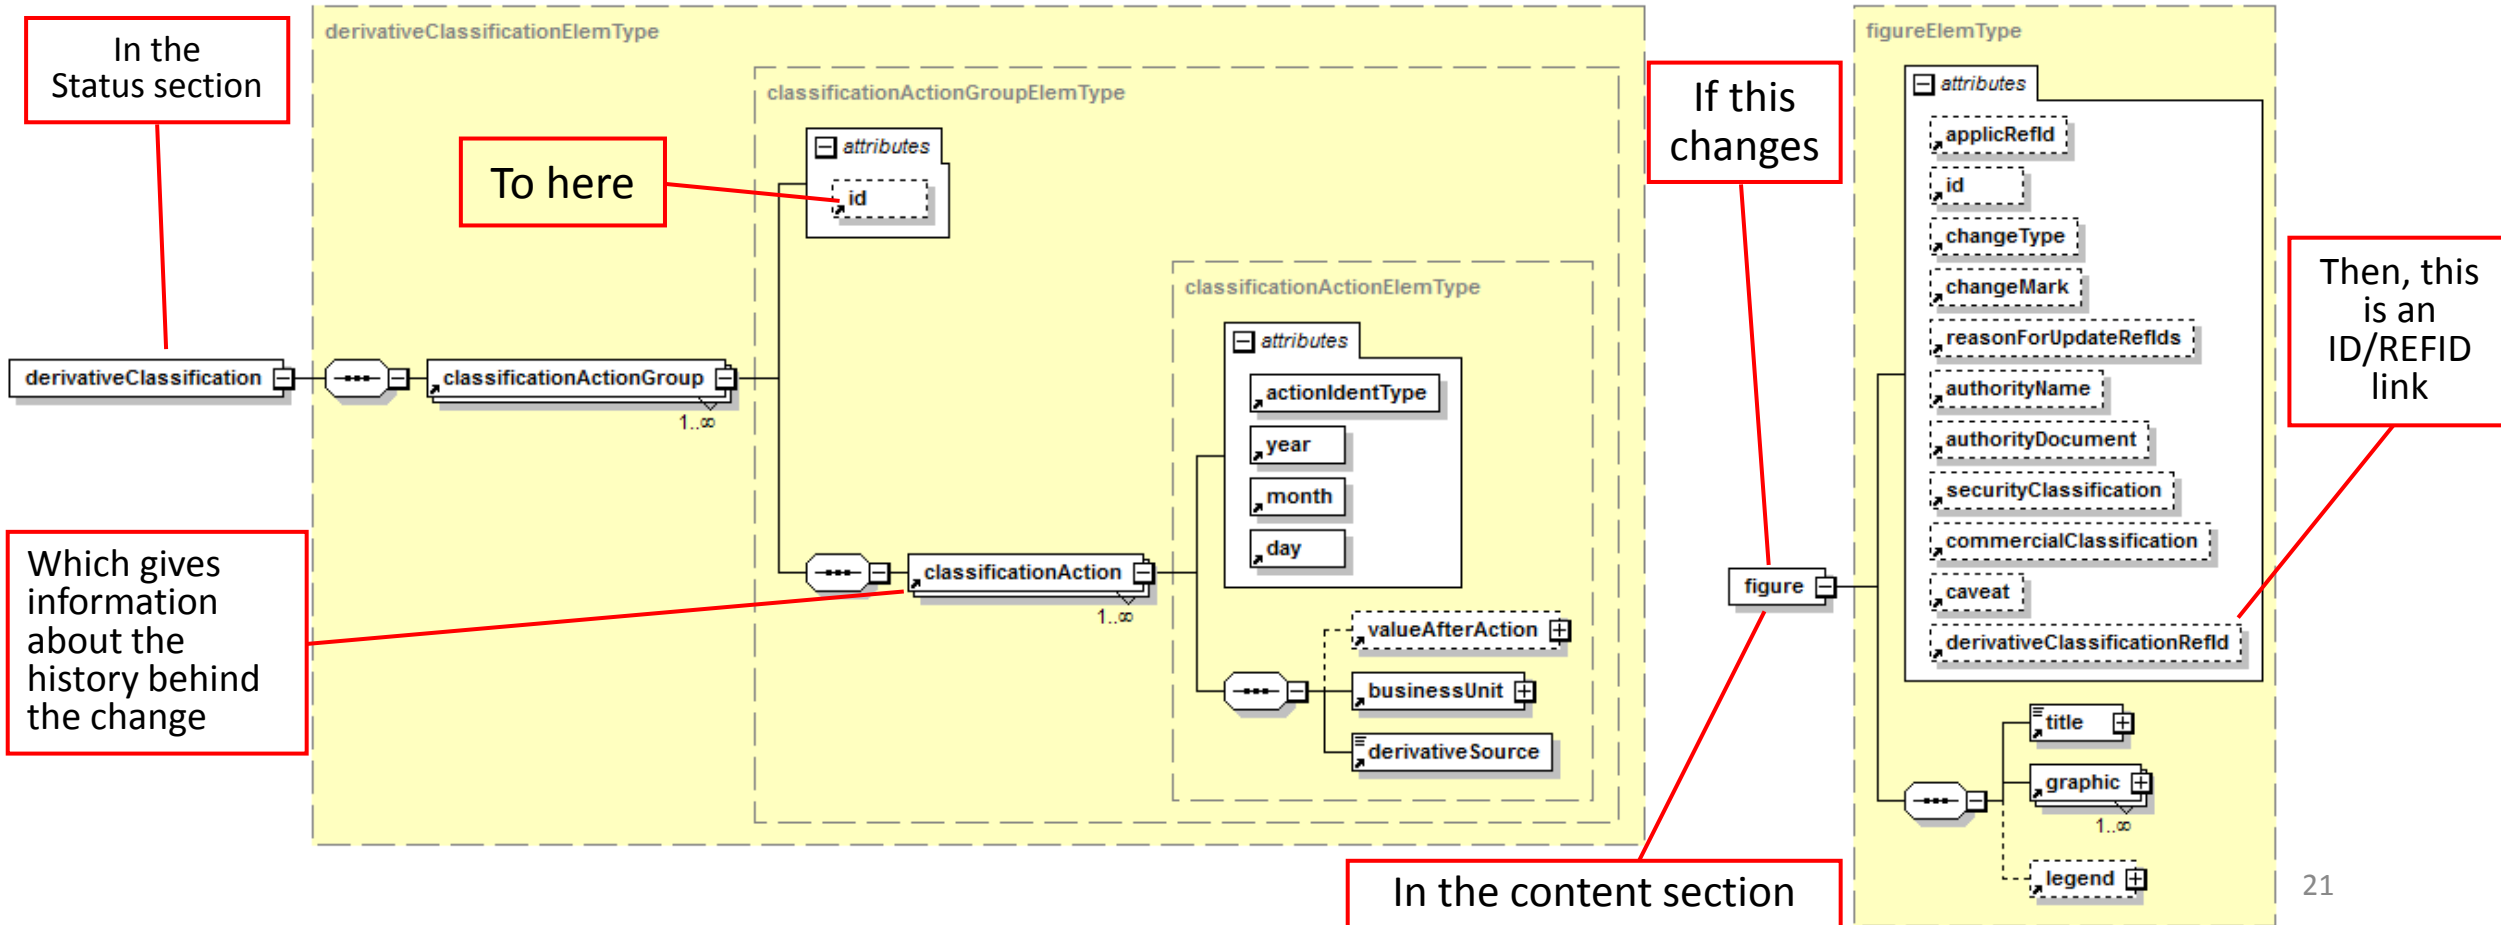 In the
Status section
derivativeClassificationElemType
classificationActionGroupElemType
attributes
id
To here
classificationActionElemType
attributes
actionIdentType
year
month
day
derivativeClassification
classificationActionGroup
1..∞
classificationAction
1..∞
valueAfterAction
businessUnit
derivativeSource
Which gives
information
about the
history behind
the change
If this
changes
figureElemType
attributes
applicRefId
id
changeType
changeMark
reasonForUpdateRefIds
authorityName
authorityDocument
securityClassification
commercialClassification
caveat
derivativeClassificationRefId
Then, this
is an
ID/REFID
link
figure
title
graphic
1..∞
legend
In the content section
21